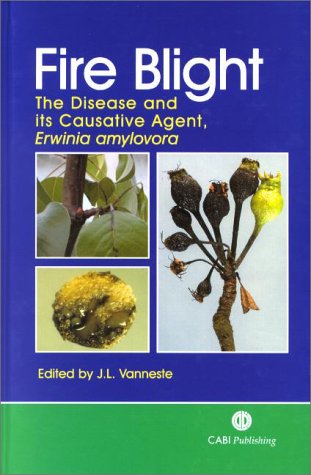 Fire Blight
The Disease and
its Causative Agent,
Erwinia amylovora
Edited by J.L. Vanneste
CABI Publishing